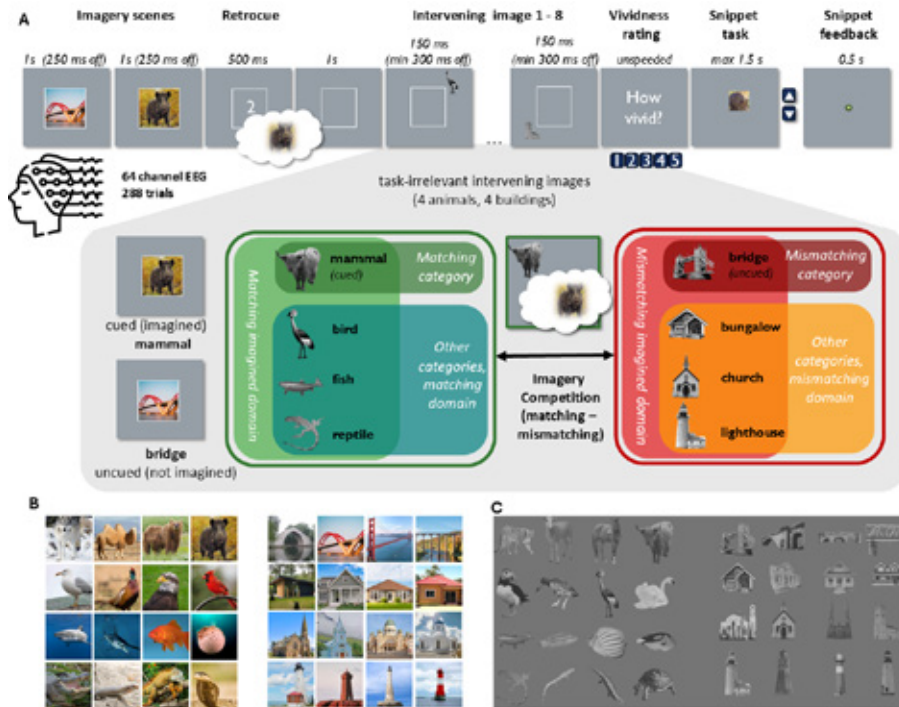 A
Imagery scenes
Retrocue
Intervening image 1 - 8
Vividness rating
Snippet task
Snippet feedback
1s (250 ms off)
1s (250 ms off)
500 ms
1s
150 ms
(min 300 ms off)
150 ms
(min 300 ms off)
unspeeded
max 1.5 s
0.5 s
2
...
How
vivid?
1 2 3 4 5
64 channel EEG
288 trials
task-irrelevant intervening images
(4 animals, 4 buildings)
cued (imagined)
mammal
bridge
uncued (not imagined)
Matching imagined domain
mammal
(cued)
Matching
category
bird
fish
reptile
Other
categories,
matching
domain
Imagery
Competition
(matching –
mismatching)
Mismatching imagined
domain
bridge
(uncued)
Mismatching
category
bungalow
church
lighthouse
Other
categories,
mismatching
domain
B
C